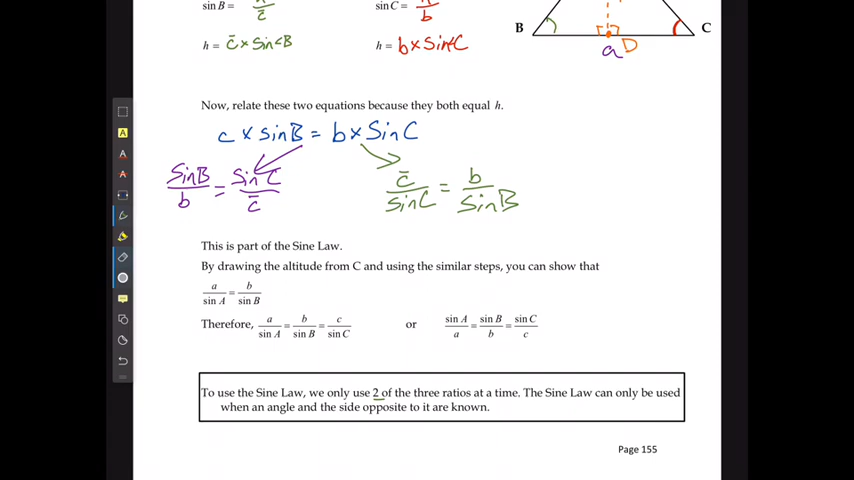 sin B = h/c̄ sin C = h/b
B C
a D
h = c̄ × sin<B h = b × sin<C
Now, relate these two equations because they both equal h.
c × sinB = b × SinC
SinB/b = SinC/c̄ c̄/SinC = b/SinB
This is part of the Sine Law.
By drawing the altitude from C and using the similar steps, you can show that
a/sin A = b/sin B
Therefore, a/sin A = b/sin B = c/sin C or sin A/a = sin B/b = sin C/c
To use the Sine Law, we only use 2 of the three ratios at a time. The Sine Law can only be used
when an angle and the side opposite to it are known.
Page 155